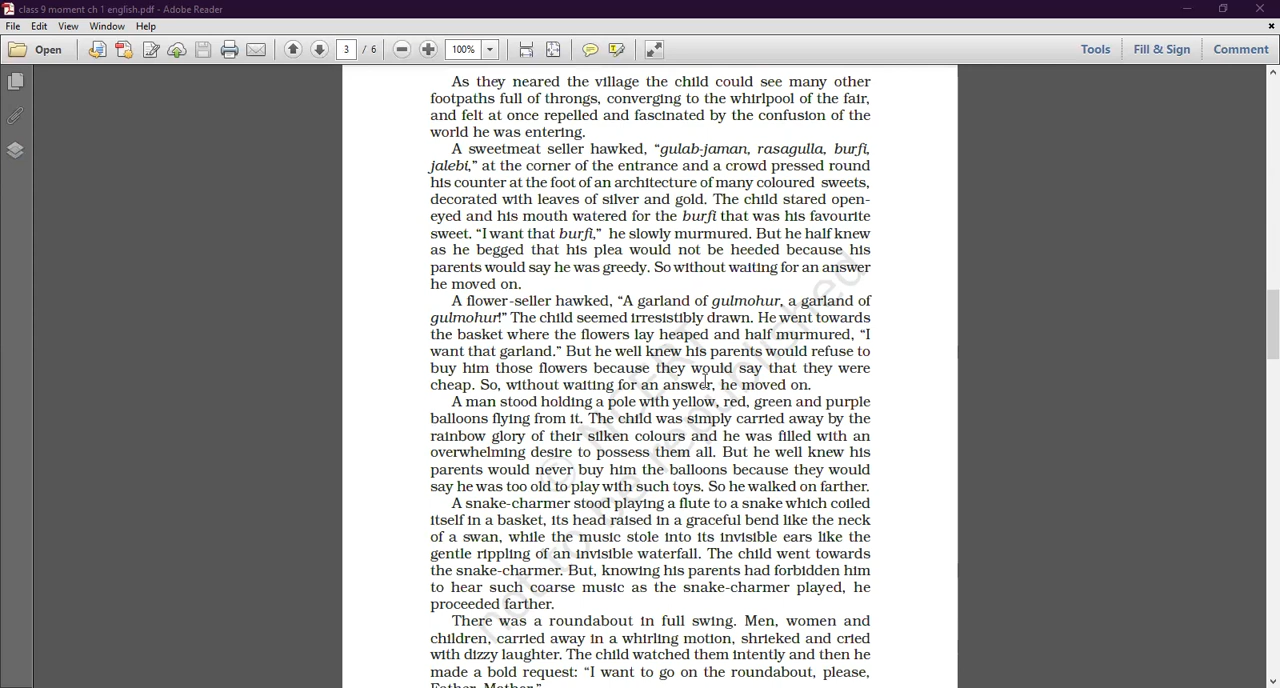 class 9 moment ch 1 english.pdf - Adobe Reader
File Edit View Window Help
Open 3 / 6 100% Tools Fill & Sign Comment
As they neared the village the child could see many other
footpaths full of throngs, converging to the whirlpool of the fair,
and felt at once repelled and fascinated by the confusion of the
world he was entering.
A sweetmeat seller hawked, “gulab-jaman, rasagulla, burfi,
jalebi,” at the corner of the entrance and a crowd pressed round
his counter at the foot of an architecture of many coloured sweets,
decorated with leaves of silver and gold. The child stared open-
eyed and his mouth watered for the burfi that was his favourite
sweet. “I want that burfi,” he slowly murmured. But he half knew
as he begged that his plea would not be heeded because his
parents would say he was greedy. So without waiting for an answer
he moved on.
A flower-seller hawked, “A garland of gulmohur, a garland of
gulmohur!” The child seemed irresistibly drawn. He went towards
the basket where the flowers lay heaped and half murmured, “I
want that garland.” But he well knew his parents would refuse to
buy him those flowers because they would say that they were
cheap. So, without waiting for an answer, he moved on.
A man stood holding a pole with yellow, red, green and purple
balloons flying from it. The child was simply carried away by the
rainbow glory of their silken colours and he was filled with an
overwhelming desire to possess them all. But he well knew his
parents would never buy him the balloons because they would
say he was too old to play with such toys. So he walked on farther.
A snake-charmer stood playing a flute to a snake which coiled
itself in a basket, its head raised in a graceful bend like the neck
of a swan, while the music stole into its invisible ears like the
gentle rippling of an invisible waterfall. The child went towards
the snake-charmer. But, knowing his parents had forbidden him
to hear such coarse music as the snake-charmer played, he
proceeded farther.
There was a roundabout in full swing. Men, women and
children, carried away in a whirling motion, shrieked and cried
with dizzy laughter. The child watched them intently and then he
made a bold request: “I want to go on the roundabout, please,
Father, Mother.”
© NCERT
not to be republished